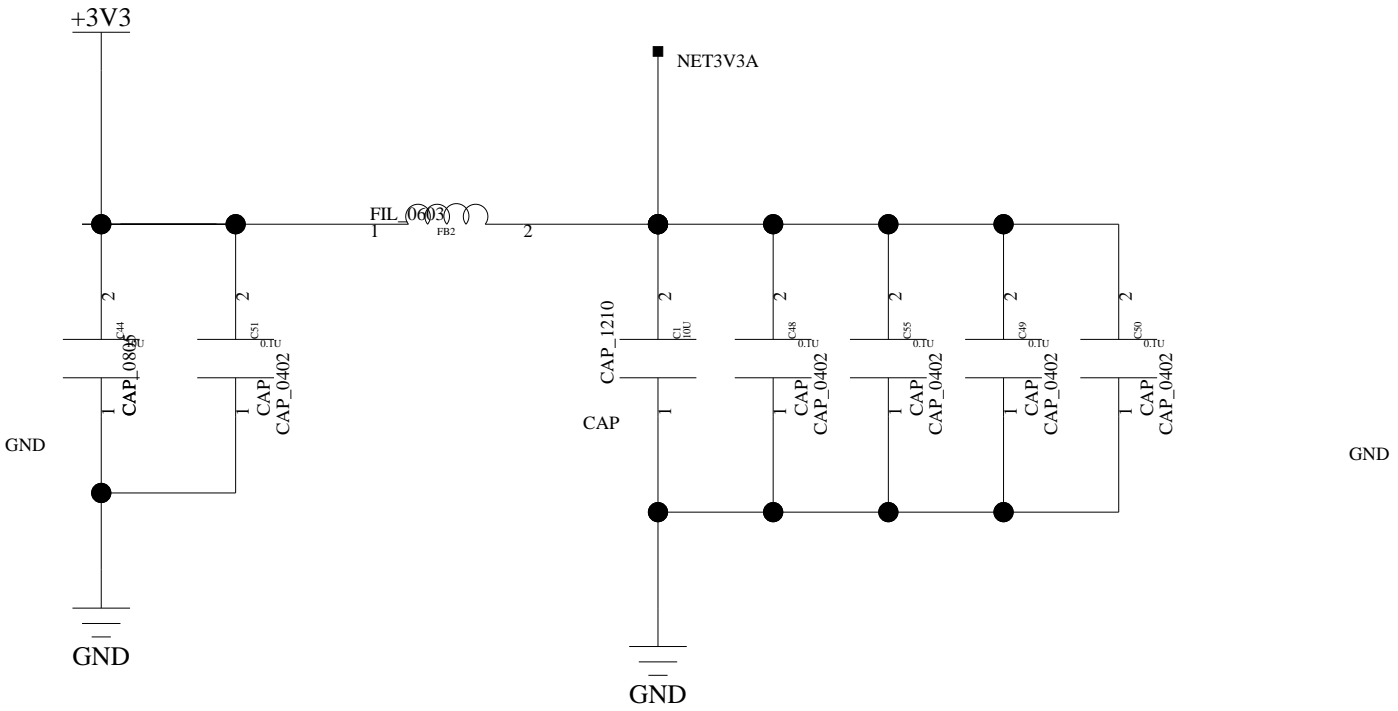 +3V3
NET3V3A
FIL_0603
1
FB2
2
2
C44
CAP_0805
CAP
1
2
C51
0.1U
CAP
CAP_0402
1
CAP_1210
2
C1
10U
CAP
1
2
C48
0.1U
CAP
CAP_0402
1
2
C55
0.1U
CAP
CAP_0402
1
2
C49
0.1U
CAP
CAP_0402
1
2
C50
0.1U
CAP
CAP_0402
1
GND
GND
GND
GND